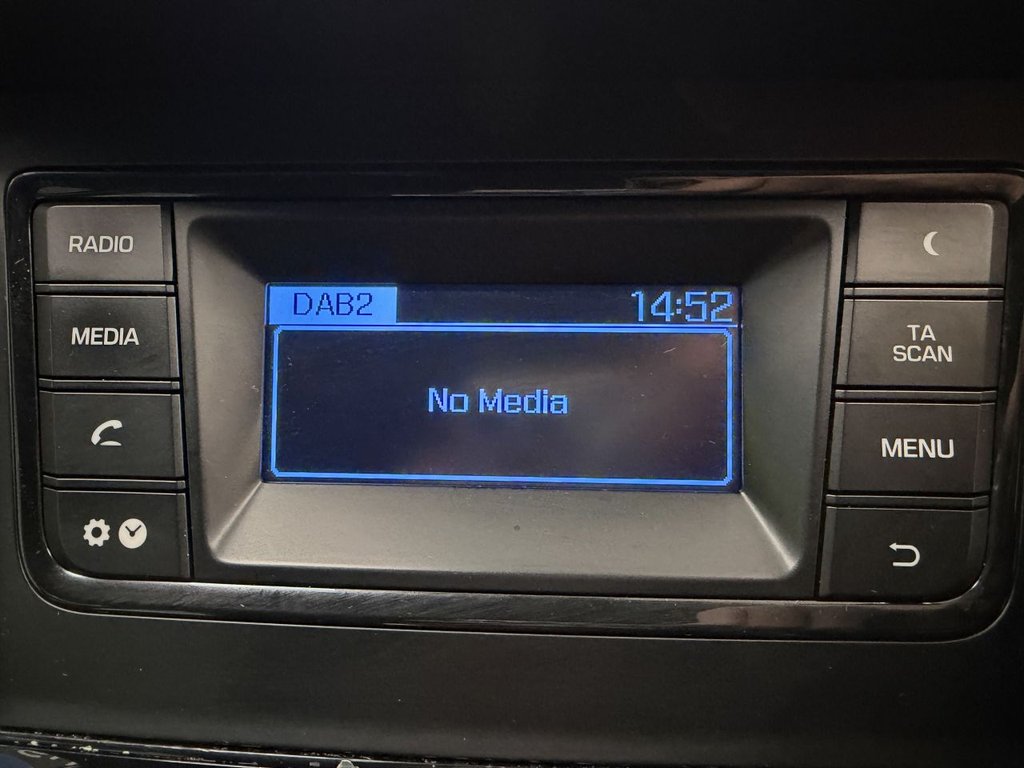 RADIO
MEDIA
DAB2 14:52
No Media
TA
SCAN
MENU